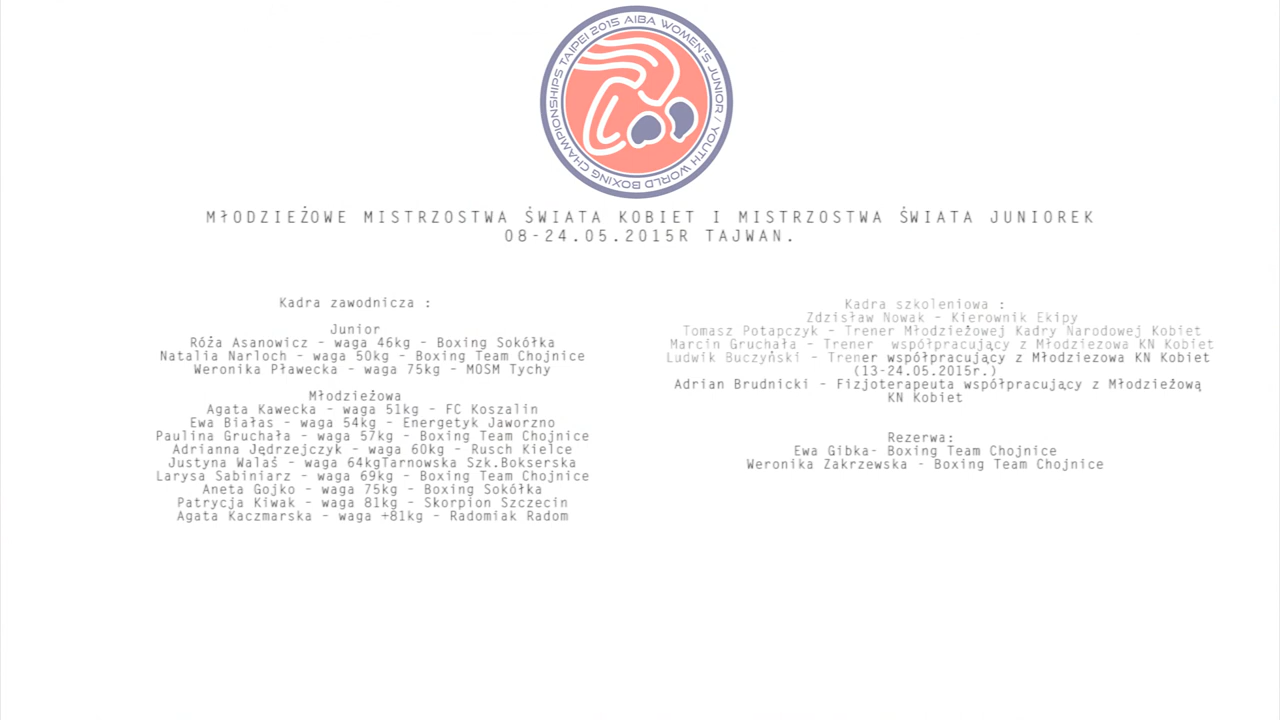 TAIPEI 2015 AIBA WOMEN'S JUNIOR / YOUTH WORLD BOXING CHAMPIONSHIPS
MŁODZIEŻOWE MISTRZOSTWA ŚWIATA KOBIET I MISTRZOSTWA ŚWIATA JUNIOREK
08-24.05.2015R TAJWAN.
Kadra zawodnicza :
Junior
Róża Asanowicz - waga 46kg - Boxing Sokółka
Natalia Narloch - waga 50kg - Boxing Team Chojnice
Weronika Pławecka - waga 75kg - MOSM Tychy
Młodzieżowa
Agata Kawecka - waga 51kg - FC Koszalin
Ewa Białas - waga 54kg - Energetyk Jaworzno
Paulina Gruchała - waga 57kg - Boxing Team Chojnice
Adrianna Jędrzejczyk - waga 60kg - Rusch Kielce
Justyna Walaś - waga 64kgTarnowska Szk.Bokserska
Larysa Sabiniarz - waga 69kg - Boxing Team Chojnice
Aneta Gojko - waga 75kg - Boxing Sokółka
Patrycja Kiwak - waga 81kg - Skorpion Szczecin
Agata Kaczmarska - waga +81kg - Radomiak Radom
Kadra szkoleniowa :
Zdzisław Nowak - Kierownik Ekipy
Tomasz Potapczyk - Trener Młodzieżowej Kadry Narodowej Kobiet
Marcin Gruchała - Trener  współpracujący z Młodziezowa KN Kobiet
Ludwik Buczyński - Trener współpracujący z Młodziezowa KN Kobiet
(13-24.05.2015r.)
Adrian Brudnicki - Fizjoterapeuta współpracujący z Młodzieżową
KN Kobiet
Rezerwa:
Ewa Gibka- Boxing Team Chojnice
Weronika Zakrzewska - Boxing Team Chojnice